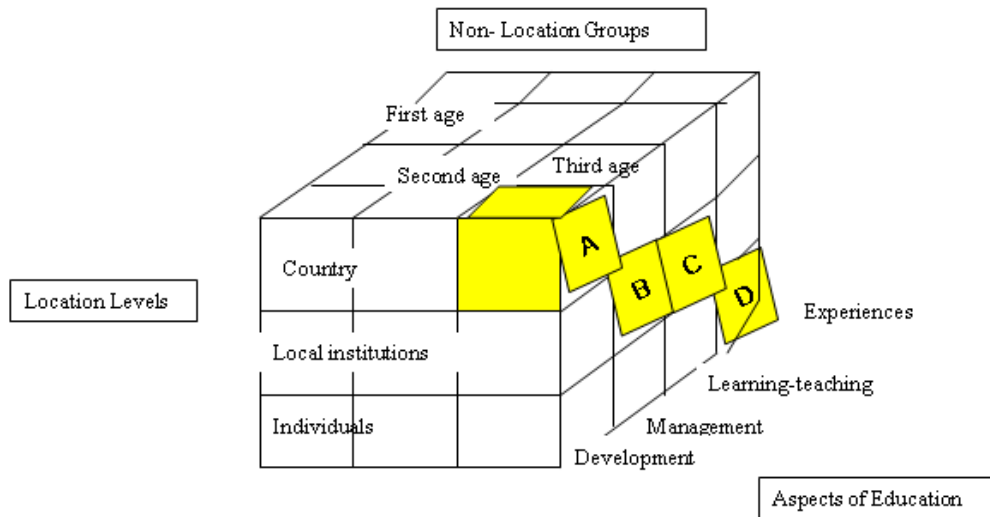 Non- Location Groups
First age
Second age
Third age
A
B
C
D
Country
Location Levels
Experiences
Local institutions
Learning-teaching
Individuals
Management
Development
Aspects of Education